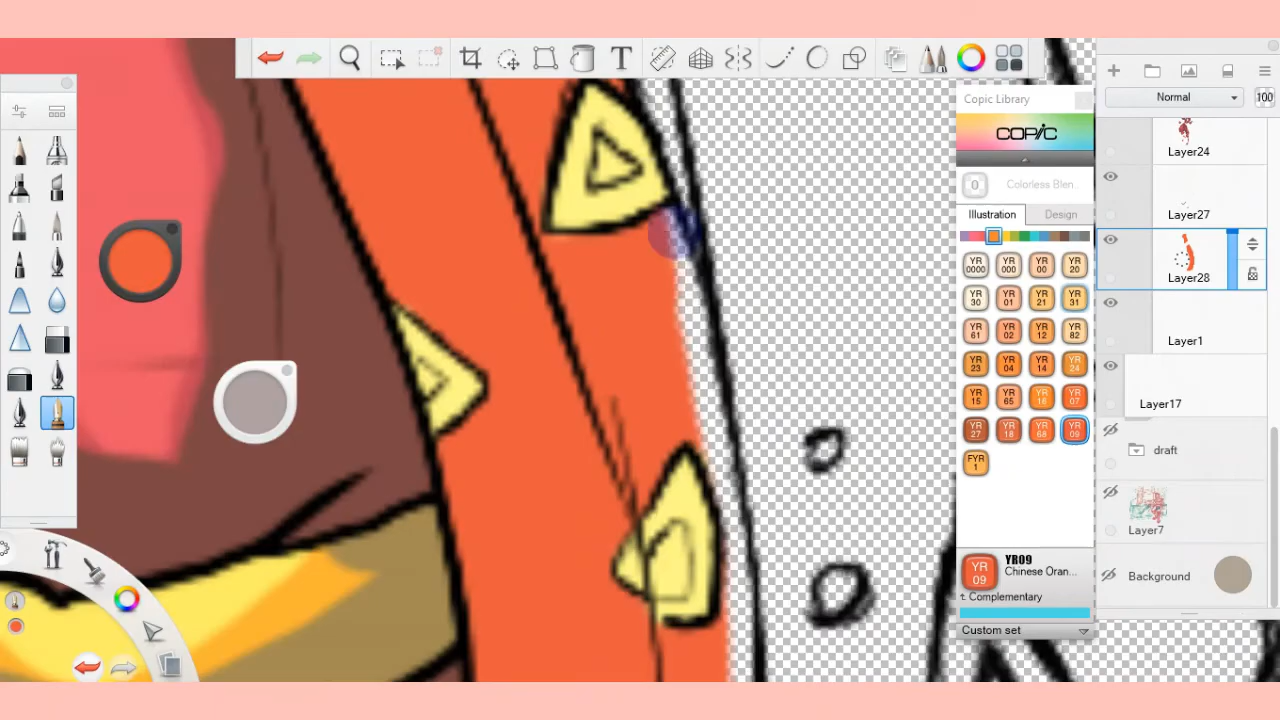 T
Copic Library
COPIC
0 Colorless Blen...
Illustration Design
YR 0000 YR 000 YR 00 YR 20
YR 30 YR 01 YR 21 YR 31
YR 61 YR 02 YR 12 YR 82
YR 23 YR 04 YR 14 YR 24
YR 15 YR 65 YR 16 YR 07
YR 27 YR 18 YR 68 YR 09
FYR 1
YR 09
YR09
Chinese Oran...
Complementary
Custom set
Normal 100
Layer24
Layer27
Layer28
Layer1
Layer17
draft
Layer7
Background